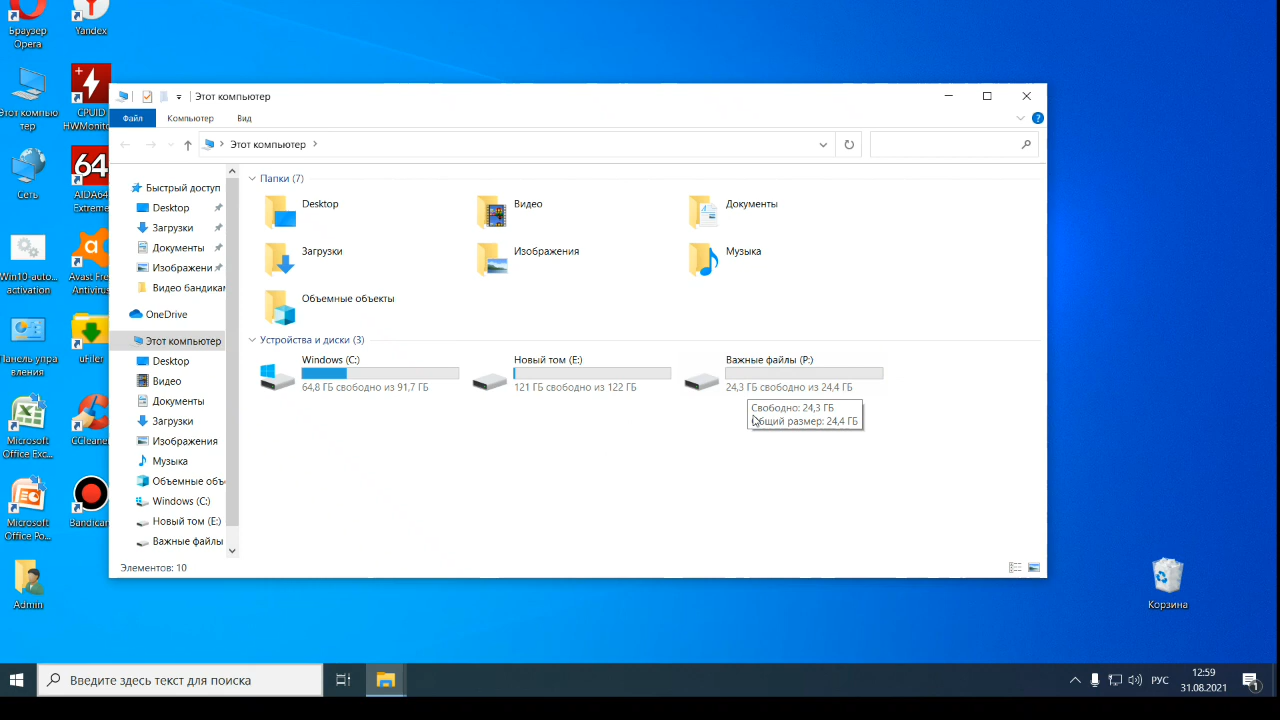 Браузер
Opera
Yandex
Этот компью
тер
CPUID
HWMonito
Сеть
64
AIDA64
Extreme
Win10-auto...
activation
Avast Free
Antivirus
Панель упра
вления
uFiler
Microsoft
Office Exc...
CCleaner
Microsoft
Office Po...
Bandicam
Admin
Корзина
Этот компьютер
Файл
Компьютер
Вид
Этот компьютер
Быстрый доступ
Desktop
Загрузки
Документы
Изображени
Видео бандикам
OneDrive
Этот компьютер
Desktop
Видео
Документы
Загрузки
Изображения
Музыка
Объемные объ
Windows (C:)
Новый том (E:)
Важные файлы
Папки (7)
Desktop
Видео
Документы
Загрузки
Изображения
Музыка
Объемные объекты
Устройства и диски (3)
Windows (C:)
64,8 ГБ свободно из 91,7 ГБ
Новый том (E:)
121 ГБ свободно из 122 ГБ
Важные файлы (P:)
24,3 ГБ свободно из 24,4 ГБ
Свободно: 24,3 ГБ
Общий размер: 24,4 ГБ
Элементов: 10
Введите здесь текст для поиска
РУС
12:59
31.08.2021
1